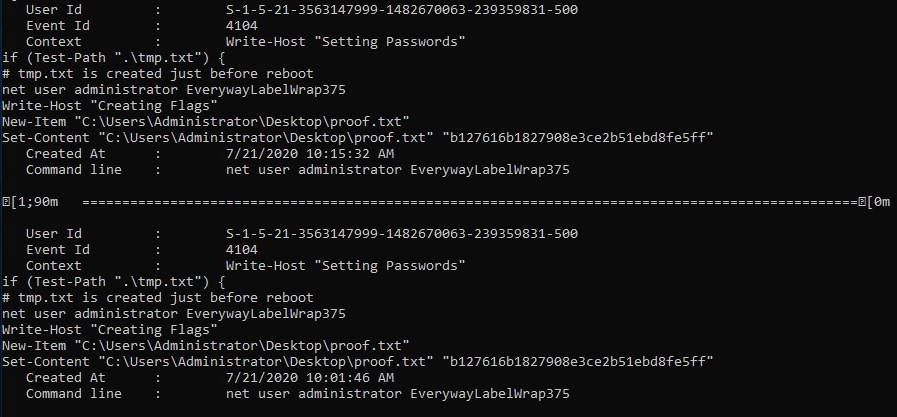 User Id : S-1-5-21-3563147999-1482670063-239359831-500
Event Id : 4104
Context : Write-Host "Setting Passwords"
if (Test-Path ".\tmp.txt") {
# tmp.txt is created just before reboot
net user administrator EverywayLabelWrap375
Write-Host "Creating Flags"
New-Item "C:\Users\Administrator\Desktop\proof.txt"
Set-Content "C:\Users\Administrator\Desktop\proof.txt" "b127616b1827908e3ce2b51ebd8fe5ff"
Created At : 7/21/2020 10:15:32 AM
Command line : net user administrator EverywayLabelWrap375
[1;90m =================================================================================================[0m
User Id : S-1-5-21-3563147999-1482670063-239359831-500
Event Id : 4104
Context : Write-Host "Setting Passwords"
if (Test-Path ".\tmp.txt") {
# tmp.txt is created just before reboot
net user administrator EverywayLabelWrap375
Write-Host "Creating Flags"
New-Item "C:\Users\Administrator\Desktop\proof.txt"
Set-Content "C:\Users\Administrator\Desktop\proof.txt" "b127616b1827908e3ce2b51ebd8fe5ff"
Created At : 7/21/2020 10:01:46 AM
Command line : net user administrator EverywayLabelWrap375